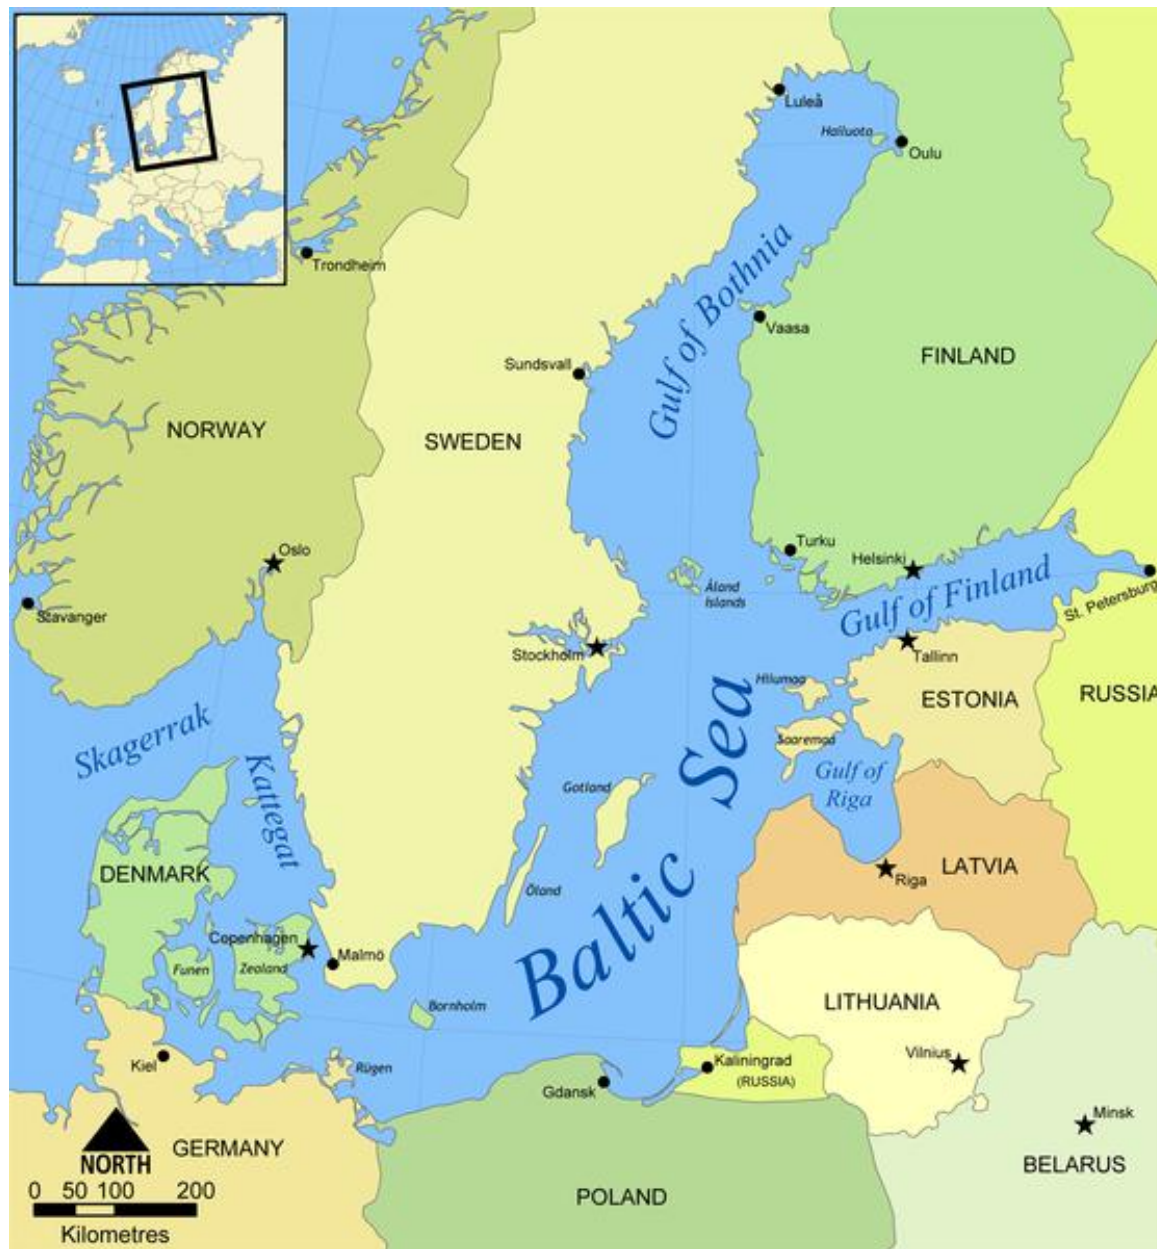 Luleå
Hailuoto
Oulu
Trondheim
Gulf of Bothnia
Vaasa
FINLAND
Sundsvall
NORWAY
SWEDEN
Turku
Oslo
Helsinki
Åland
Islands
Gulf of Finland
St. Petersburg
Stavanger
Stockholm
Tallinn
Hiiumaa
ESTONIA
RUSSIA
Skagerrak
Saaremaa
Kattegat
Gotland
Gulf of
Riga
Baltic Sea
DENMARK
LATVIA
Riga
Öland
Copenhagen
Malmö
Funen
Zealand
Bornholm
LITHUANIA
Vilnius
Kiel
Rügen
Kaliningrad
(RUSSIA)
Gdansk
Minsk
NORTH
GERMANY
BELARUS
POLAND
0 50 100 200
Kilometres